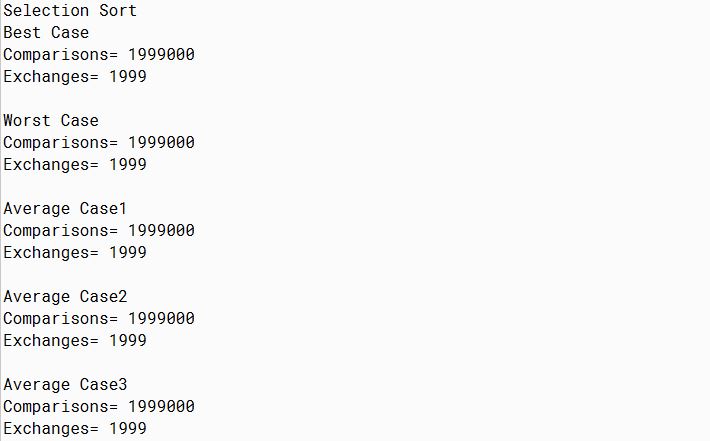 Selection Sort
Best Case
Comparisons= 1999000
Exchanges= 1999

Worst Case
Comparisons= 1999000
Exchanges= 1999

Average Case1
Comparisons= 1999000
Exchanges= 1999

Average Case2
Comparisons= 1999000
Exchanges= 1999

Average Case3
Comparisons= 1999000
Exchanges= 1999